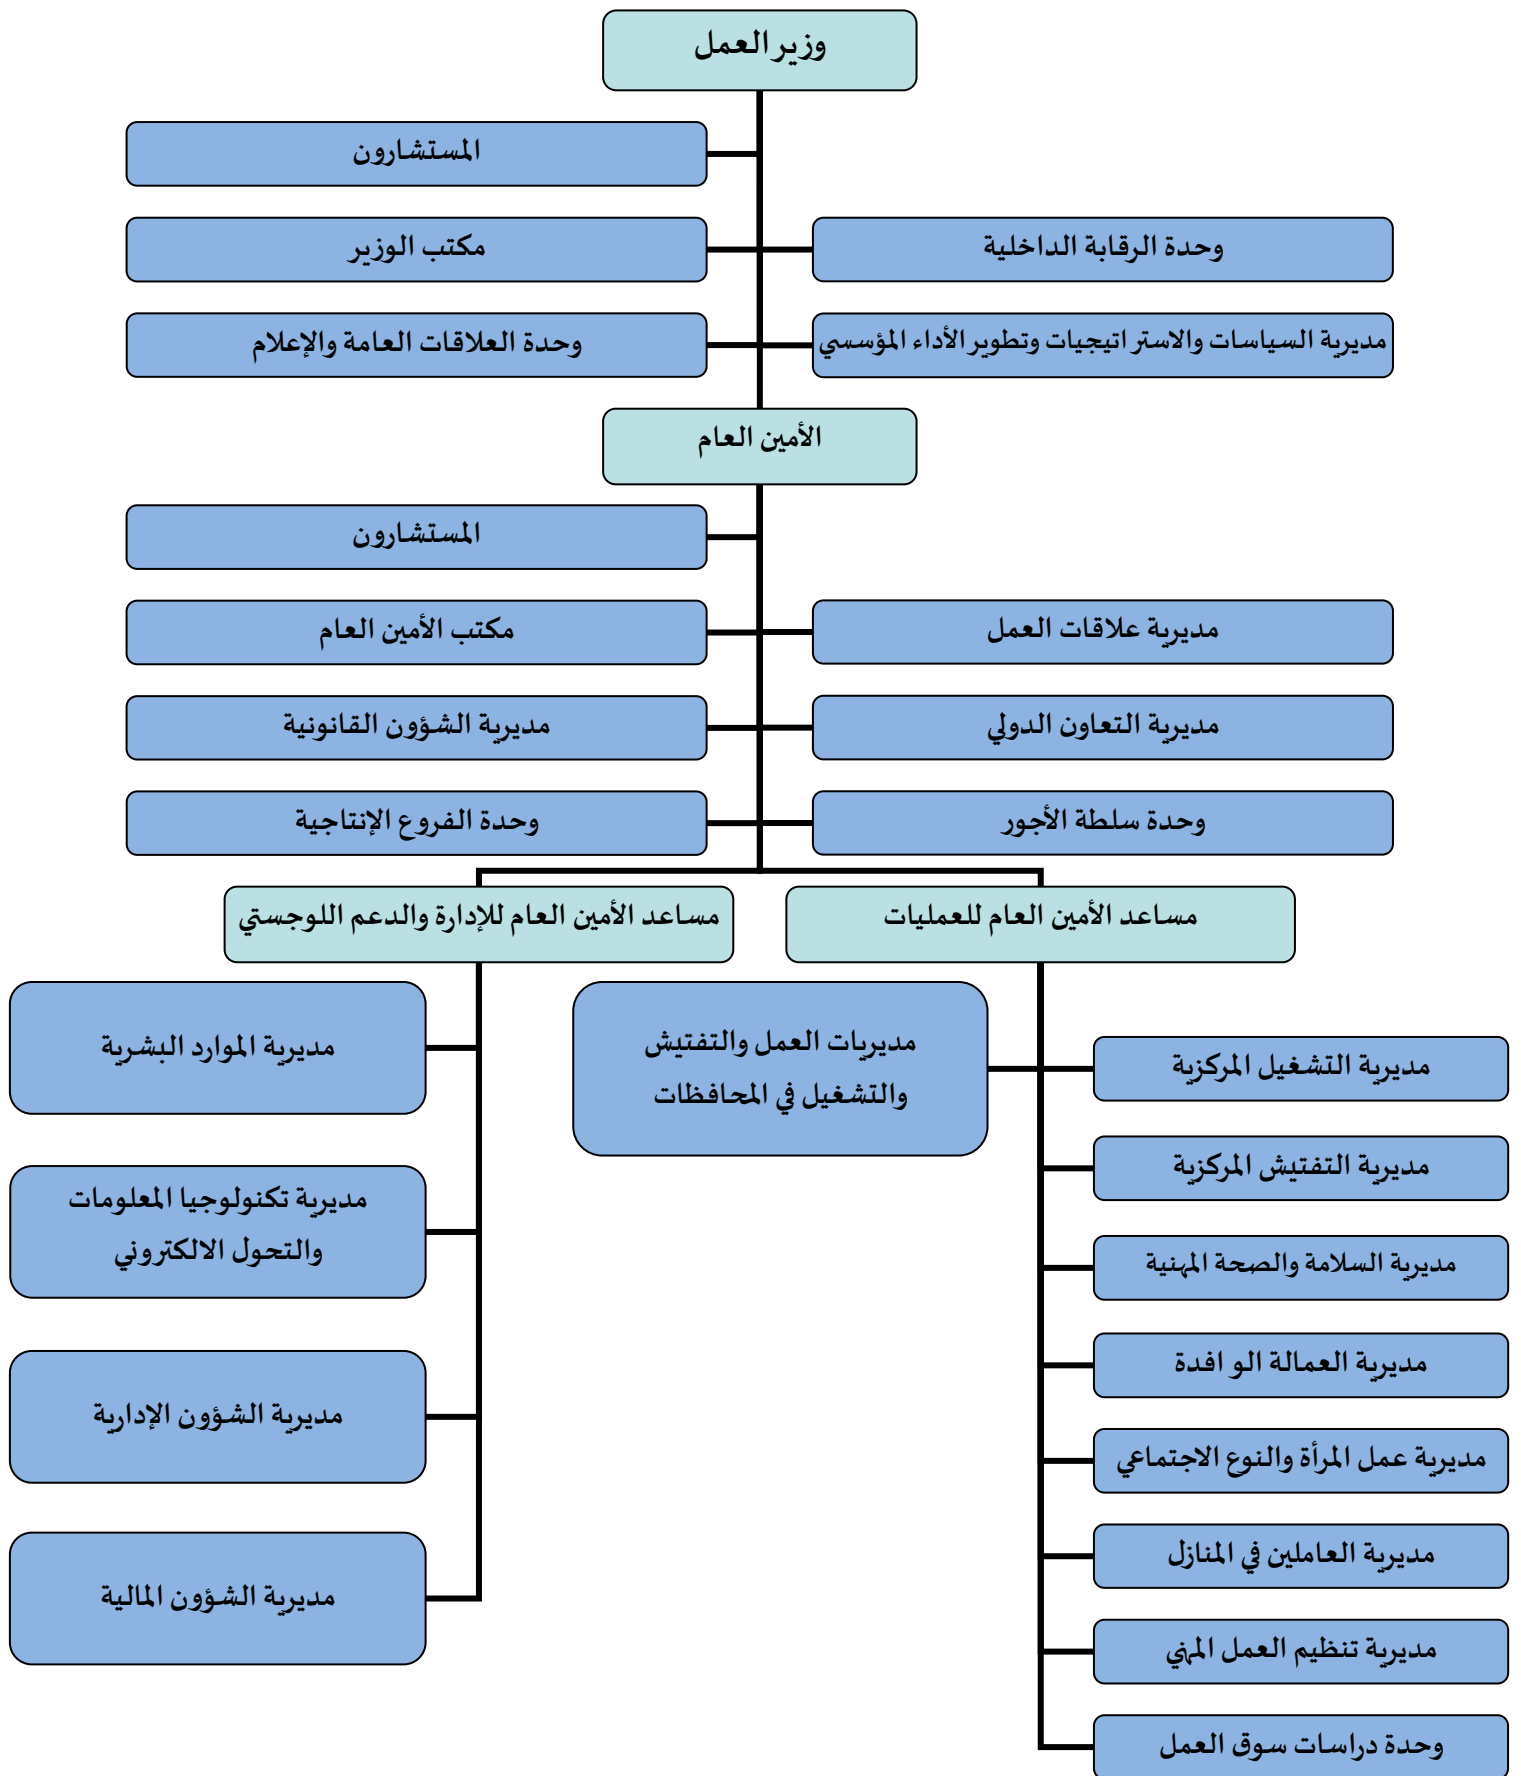 وزير العمل
المستشارون
وحدة الرقابة الداخلية
مكتب الوزير
مديرية السياسات والاستراتيجيات وتطوير الأداء المؤسسي
وحدة العلاقات العامة والإعلام
الأمين العام
المستشارون
مديرية علاقات العمل
مكتب الأمين العام
مديرية التعاون الدولي
مديرية الشؤون القانونية
وحدة سلطة الأجور
وحدة الفروع الإنتاجية
مساعد الأمين العام للعمليات
مساعد الأمين العام للإدارة والدعم اللوجستي
مديرية التشغيل المركزية
مديرية التفتيش المركزية
مديرية السلامة والصحة المهنية
مديرية العمالة الوافدة
مديرية عمل المرأة والنوع الاجتماعي
مديرية العاملين في المنازل
مديرية تنظيم العمل المهني
وحدة دراسات سوق العمل
مديريات العمل والتفتيش
والتشغيل في المحافظات
مديرية الموارد البشرية
مديرية تكنولوجيا المعلومات
والتحول الالكتروني
مديرية الشؤون الإدارية
مديرية الشؤون المالية